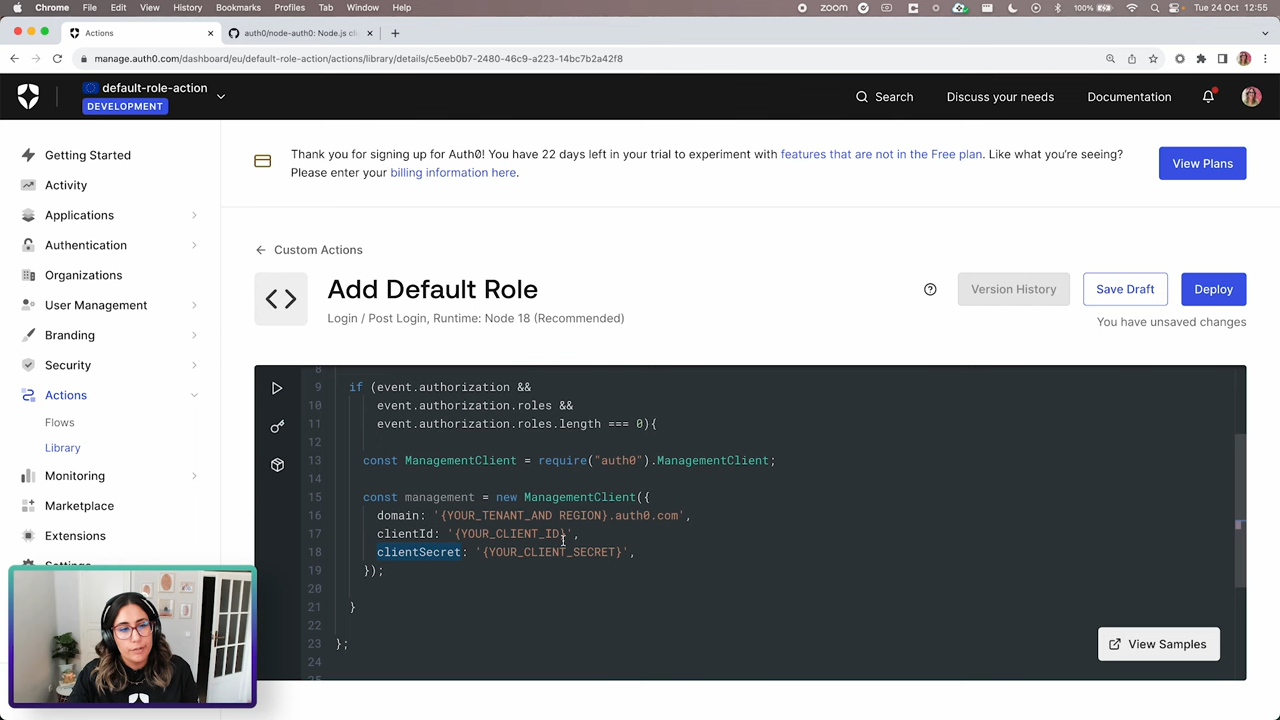 Chrome File Edit View History Bookmarks Profiles Tab Window Help zoom 100% Tue 24 Oct 12:55
Actions × auth0/node-auth0: Node.js cli × +
manage.auth0.com/dashboard/eu/default-role-action/actions/library/details/c5eeb0b7-2480-46c9-a223-14bc7b2a42f8
default-role-action
DEVELOPMENT
Search
Discuss your needs
Documentation
Getting Started
Activity
Applications
Authentication
Organizations
User Management
Branding
Security
Actions
Flows
Library
Monitoring
Marketplace
Extensions
Thank you for signing up for Auth0! You have 22 days left in your trial to experiment with features that are not in the Free plan. Like what you're seeing?
Please enter your billing information here.
View Plans
← Custom Actions
Add Default Role
Login / Post Login, Runtime: Node 18 (Recommended)
Version History
Save Draft
Deploy
You have unsaved changes
8
9 if (event.authorization &&
10 event.authorization.roles &&
11 event.authorization.roles.length === 0){
12
13 const ManagementClient = require("auth0").ManagementClient;
14
15 const management = new ManagementClient({
16 domain: '{YOUR_TENANT_AND REGION}.auth0.com',
17 clientId: '{YOUR_CLIENT_ID}',
18 clientSecret: '{YOUR_CLIENT_SECRET}',
19 });
20
21 }
22
23 };
24
View Samples